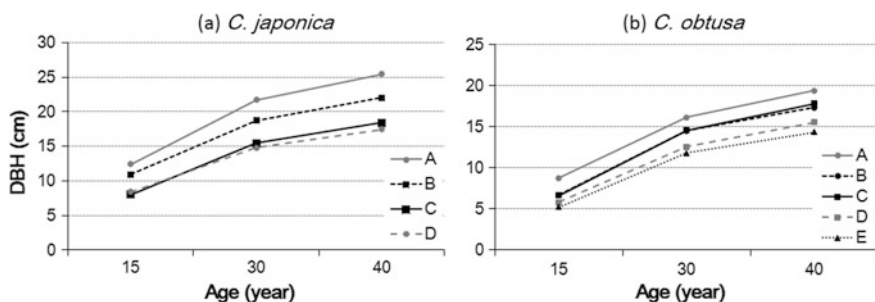 (a) C. japonica
30
25
20
15
10
5
0
DBH (cm)
15 30 40
Age (year)
A
B
C
D
(b) C. obtusa
25
20
15
10
5
0
15 30 40
Age (year)
A
B
C
D
E